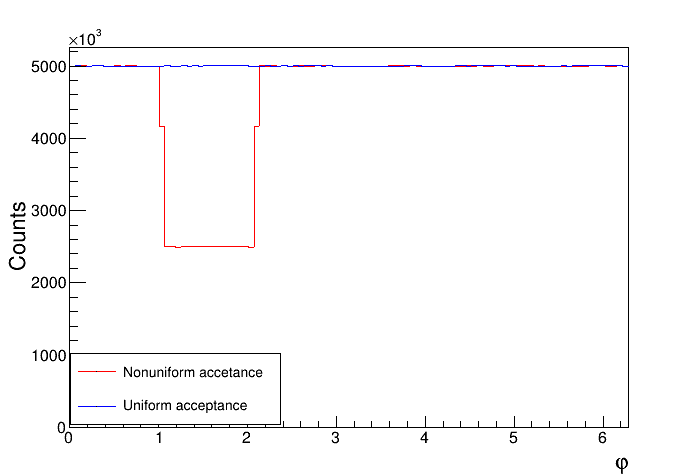 ×10³
5000
4000
3000
2000
1000
0
Counts
Nonuniform accetance
Uniform acceptance
0 1 2 3 4 5 6
φ